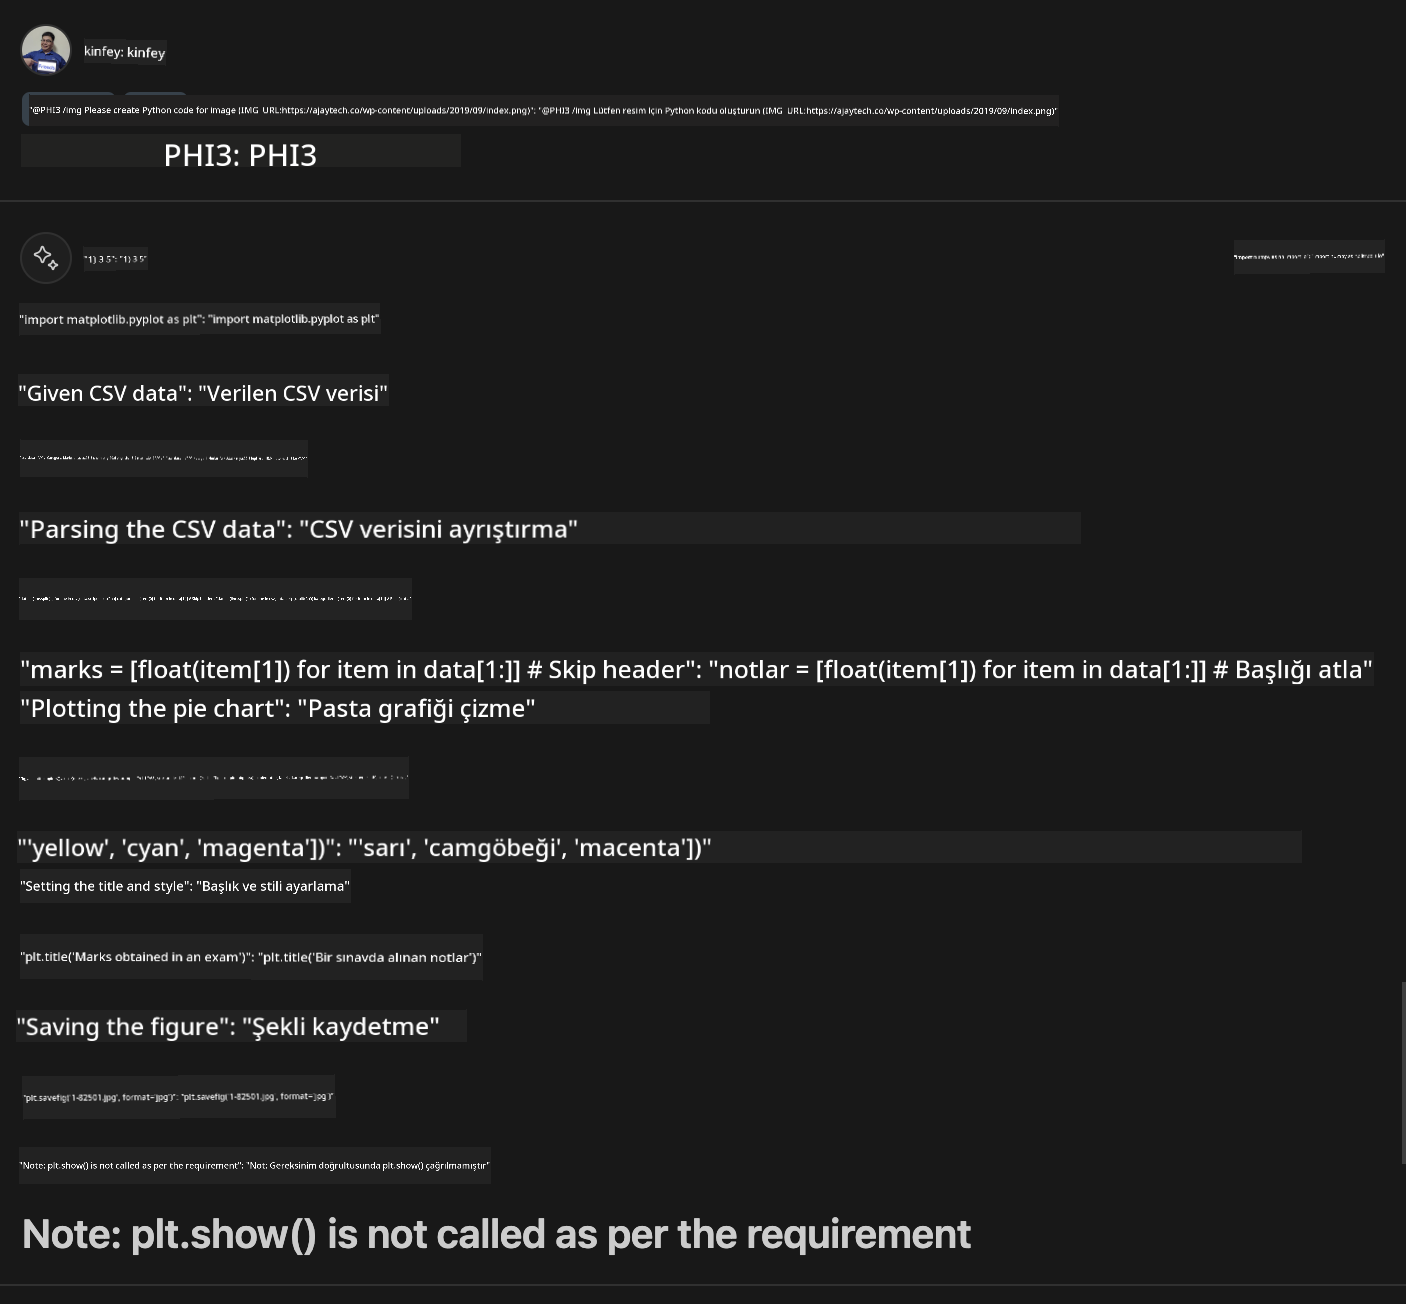 kinfey: kinfey
"@PHI3 /img Please create Python code for image (IMG_URL:https://ajaytech.co/wp-content/uploads/2019/09/index.png)": "@PHI3 /img Lütfen resim için Python kodu oluşturun (IMG_URL:https://ajaytech.co/wp-content/uploads/2019/09/index.png)"
PHI3: PHI3
"1} 3 5": "1} 3 5"
"import matplotlib.pyplot as plt": "import matplotlib.pyplot as plt"
"Given CSV data": "Verilen CSV verisi"
"Parsing the CSV data": "CSV verisini ayrıştırma"
"marks = [float(item[1]) for item in data[1:]] # Skip header": "notlar = [float(item[1]) for item in data[1:]] # Başlığı atla"
"Plotting the pie chart": "Pasta grafiği çizme"
"'yellow', 'cyan', 'magenta'])": "'sarı', 'camgöbeği', 'macenta'])"
"Setting the title and style": "Başlık ve stili ayarlama"
"plt.title('Marks obtained in an exam')": "plt.title('Bir sınavda alınan notlar')"
"Saving the figure": "Şekli kaydetme"
"plt.savefig('1-82501.jpg', format='jpg')": "plt.savefig('1-82501.jpg', format='jpg')"
"Note: plt.show() is not called as per the requirement": "Not: Gereksinim doğrultusunda plt.show() çağrılmamıştır"
Note: plt.show() is not called as per the requirement